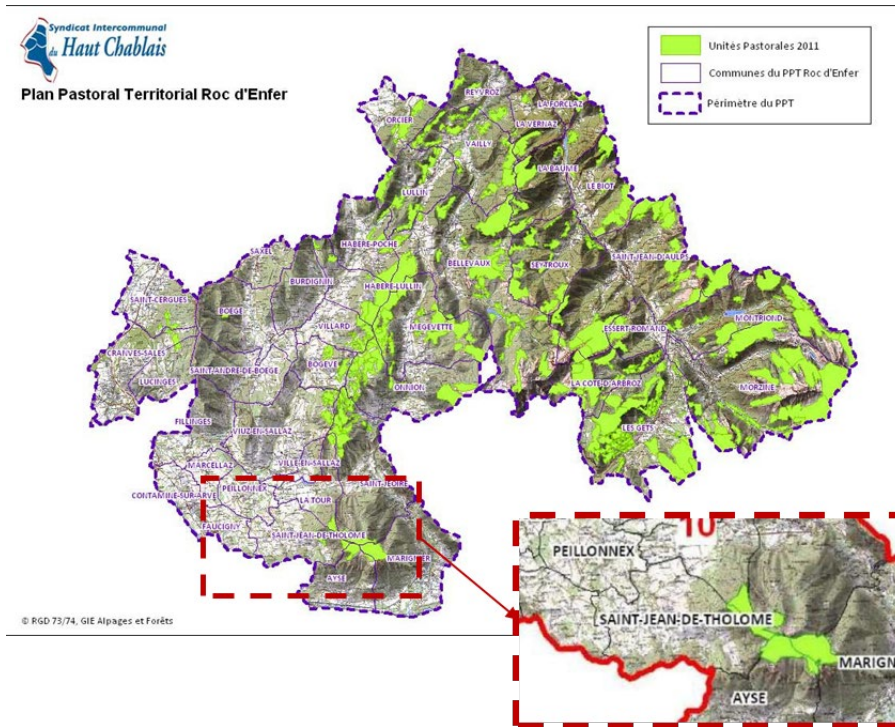 Syndicat Intercommunal
du Haut Chablais
Plan Pastoral Territorial Roc d'Enfer
Unités Pastorales 2011
Communes du PPT Roc d'Enfer
Périmètre du PPT
REYVROZ
LA FORCLAZ
ORCIER
LA VERNAZ
VAILLY
LA BAUME
LULLIN
LE BIOT
HABERE-POCHE
SAINT-JEAN-D'AULPS
SAXEL
BELLEVAUX
SEYTROUX
BURDIGNIN
HABERE-LULLIN
SAINT-CERGUES
BOEGE
VILLARD
MEGEVETTE
ESSERT-ROMAND
MONTRIOND
CRANVES-SALES
BOGEVE
SAINT-ANDRE-DE-BOEGE
LUCINGES
ONNION
LA COTE-D'ARBROZ
MORZINE
FILLINGES
VIUZ-EN-SALLAZ
LES GETS
MARCELLAZ
VILLE-EN-SALLAZ
PEILLONNEX
SAINT-JEOIRE
CONTAMINE-SUR-ARVE
LA TOUR
FAUCIGNY
SAINT-JEAN-DE-THOLOME
MARIGNIER
AYSE
PEILLONNEX
SAINT-JEAN-DE-THOLOME
MARIGN
AYSE
© RGD 73/74, GIE Alpages et Forêts